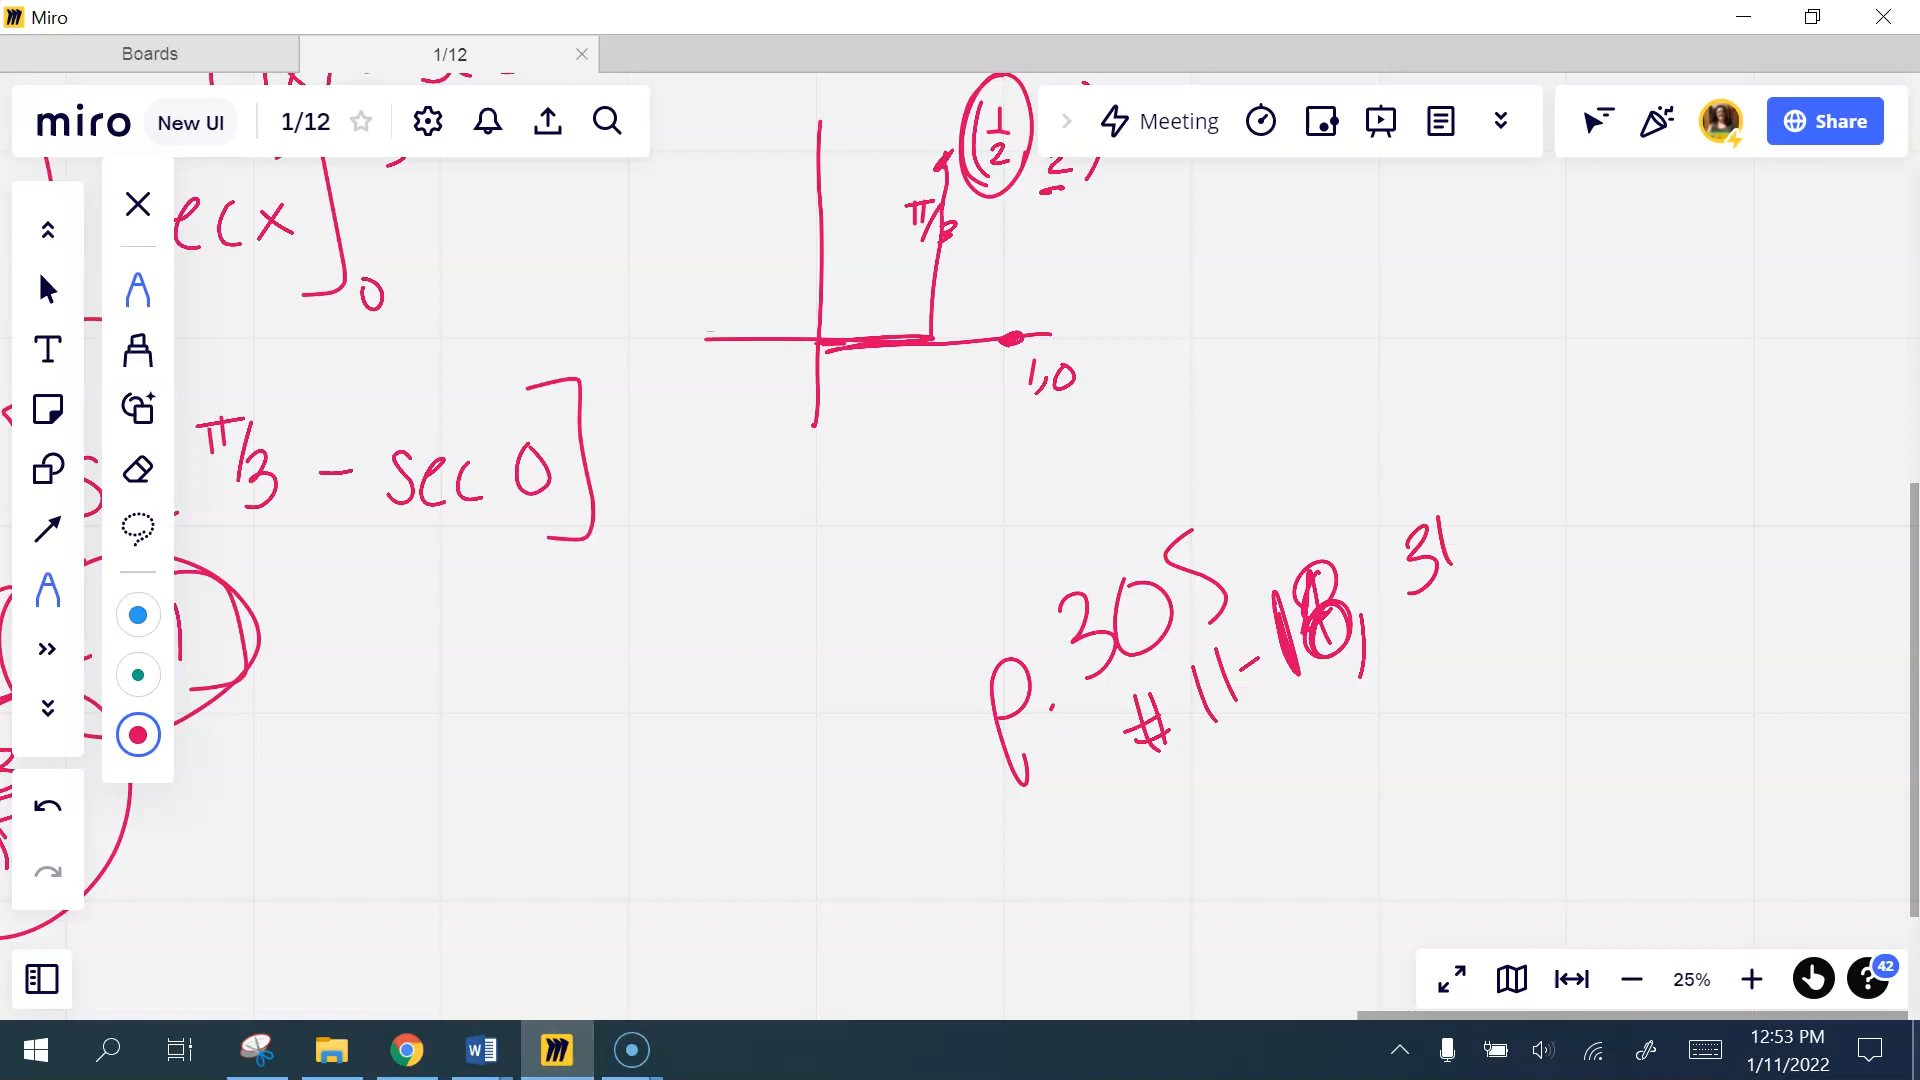 Miro
Boards
1/12
miro
New UI
1/12
Meeting
Share
1
2
2)
π/3
ecx]
0
1,0
π/3 - sec 0]
p. 305
# 11-18, 31
25%
42
12:53 PM
1/11/2022